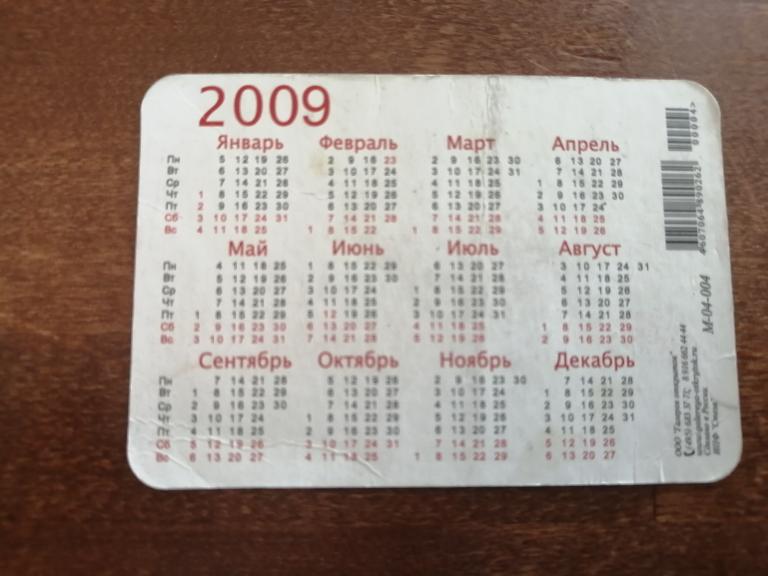 2009
Январь Февраль Март Апрель
Пн 5 12 19 26 2 9 16 23 2 9 16 23 30 6 13 20 27
Вт 6 13 20 27 3 10 17 24 3 10 17 24 31 7 14 21 28
Ср 7 14 21 28 4 11 18 25 4 11 18 25 1 8 15 22 29
Чт 1 8 15 22 29 5 12 19 26 5 12 19 26 2 9 16 23 30
Пт 2 9 16 23 30 6 13 20 27 6 13 20 27 3 10 17 24
Сб 3 10 17 24 31 7 14 21 28 7 14 21 28 4 11 18 25
Вс 4 11 18 25 1 8 15 22 1 8 15 22 29 5 12 19 26
Май Июнь Июль Август
Пн 4 11 18 25 1 8 15 22 29 6 13 20 27 3 10 17 24 31
Вт 5 12 19 26 2 9 16 23 30 7 14 21 28 4 11 18 25
Ср 6 13 20 27 3 10 17 24 1 8 15 22 29 5 12 19 26
Чт 7 14 21 28 4 11 18 25 2 9 16 23 30 6 13 20 27
Пт 1 8 15 22 29 5 12 19 26 3 10 17 24 31 7 14 21 28
Сб 2 9 16 23 30 6 13 20 27 4 11 18 25 1 8 15 22 29
Вс 3 10 17 24 31 7 14 21 28 5 12 19 26 2 9 16 23 30
Сентябрь Октябрь Ноябрь Декабрь
Пн 7 14 21 28 5 12 19 26 2 9 16 23 30 7 14 21 28
Вт 1 8 15 22 29 6 13 20 27 3 10 17 24 1 8 15 22 29
Ср 2 9 16 23 30 7 14 21 28 4 11 18 25 2 9 16 23 30
Чт 3 10 17 24 1 8 15 22 29 5 12 19 26 3 10 17 24 31
Пт 4 11 18 25 2 9 16 23 30 6 13 20 27 4 11 18 25
Сб 5 12 19 26 3 10 17 24 31 7 14 21 28 5 12 19 26
Вс 6 13 20 27 4 11 18 25 1 8 15 22 29 6 13 20 27
4607064890262 00004>
М-04-004
ООО "Галерея открыток"
(495) 643 37 71; 8 916 662 44 44
Сделано в России.